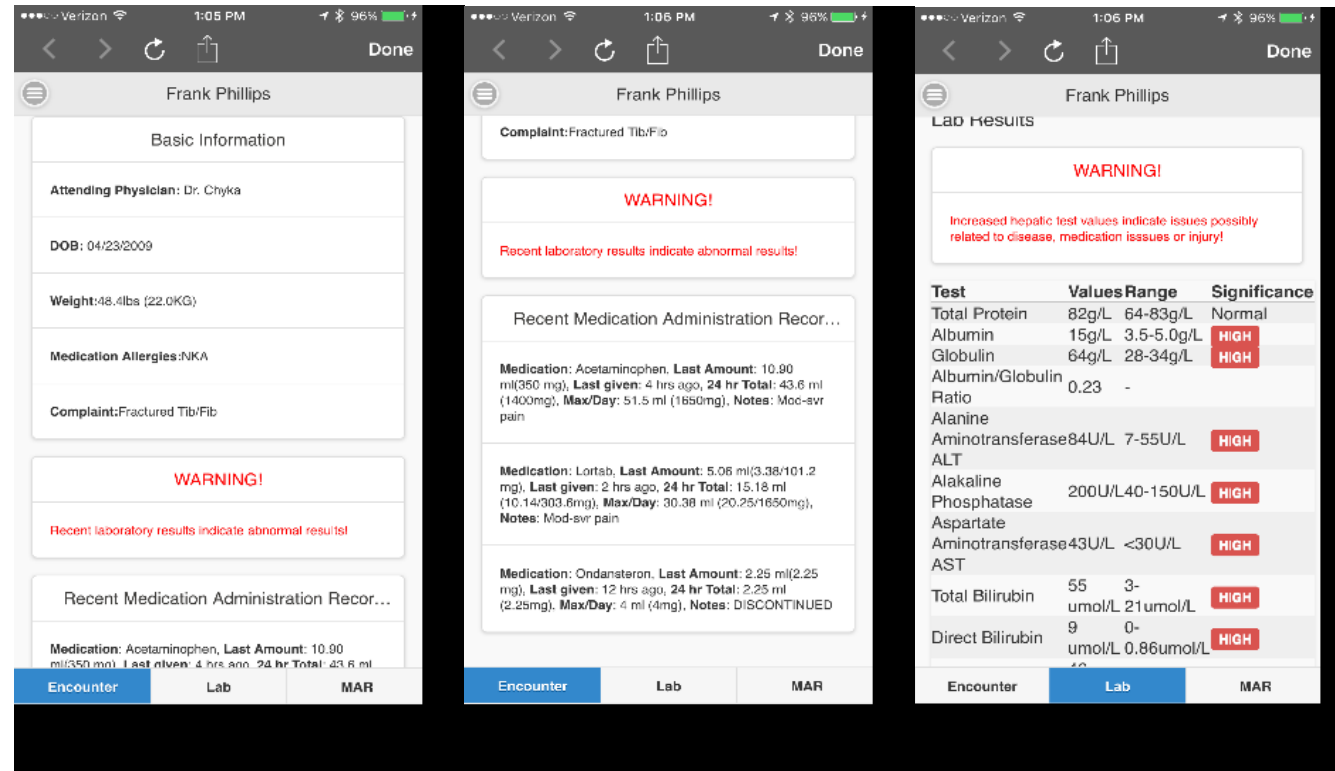 Verizon 1:05 PM 96%
Done
Frank Phillips
Basic Information
Attending Physician: Dr. Chyka
DOB: 04/23/2009
Weight:48.4lbs (22.0KG)
Medication Allergies:NKA
Complaint:Fractured Tib/Fib
WARNING!
Recent laboratory results indicate abnormal results!
Recent Medication Administration Recor...
Medication: Acetaminophen, Last Amount: 10.90
ml(350 mg), Last given: 4 hrs ago, 24 hr Total: 43.6 ml
Encounter Lab MAR
Verizon 1:06 PM 96%
Done
Frank Phillips
Complaint:Fractured Tib/Fib
WARNING!
Recent laboratory results indicate abnormal results!
Recent Medication Administration Recor...
Medication: Acetaminophen, Last Amount: 10.90
ml(350 mg), Last given: 4 hrs ago, 24 hr Total: 43.6 ml
(1400mg), Max/Day: 51.5 ml (1650mg), Notes: Mod-svr
pain
Medication: Lortab, Last Amount: 5.06 ml(3.38/101.2
mg), Last given: 2 hrs ago, 24 hr Total: 15.18 ml
(10.14/303.6mg), Max/Day: 30.38 ml (20.25/1650mg),
Notes: Mod-svr pain
Medication: Ondansteron, Last Amount: 2.25 ml(2.25
mg), Last given: 12 hrs ago, 24 hr Total: 2.25 ml
(2.25mg), Max/Day: 4 ml (4mg), Notes: DISCONTINUED
Encounter Lab MAR
Verizon 1:06 PM 96%
Done
Frank Phillips
Lab Results
WARNING!
Increased hepatic test values indicate issues possibly
related to disease, medication isssues or injury!
Test Values Range Significance
Total Protein 82g/L 64-83g/L Normal
Albumin 15g/L 3.5-5.0g/L HIGH
Globulin 64g/L 28-34g/L HIGH
Albumin/Globulin
Ratio 0.23 -
Alanine
Aminotransferase 84U/L 7-55U/L HIGH
ALT
Alakaline
Phosphatase 200U/L 40-150U/L HIGH
Aspartate
Aminotransferase 43U/L <30U/L HIGH
AST
Total Bilirubin 55 umol/L 3-21umol/L HIGH
Direct Bilirubin 9 umol/L 0-0.86umol/L HIGH
Encounter Lab MAR